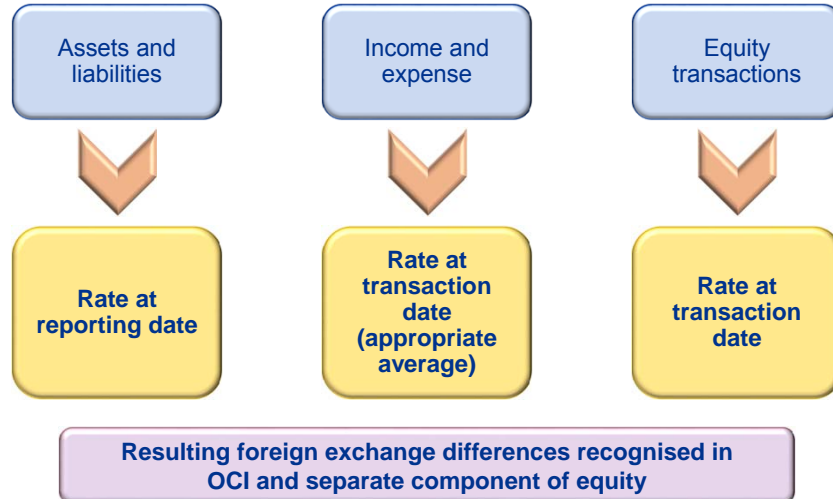 Assets and
liabilities
Income and
expense
Equity
transactions
Rate at
reporting date
Rate at
transaction
date
(appropriate
average)
Rate at
transaction
date
Resulting foreign exchange differences recognised in
OCI and separate component of equity